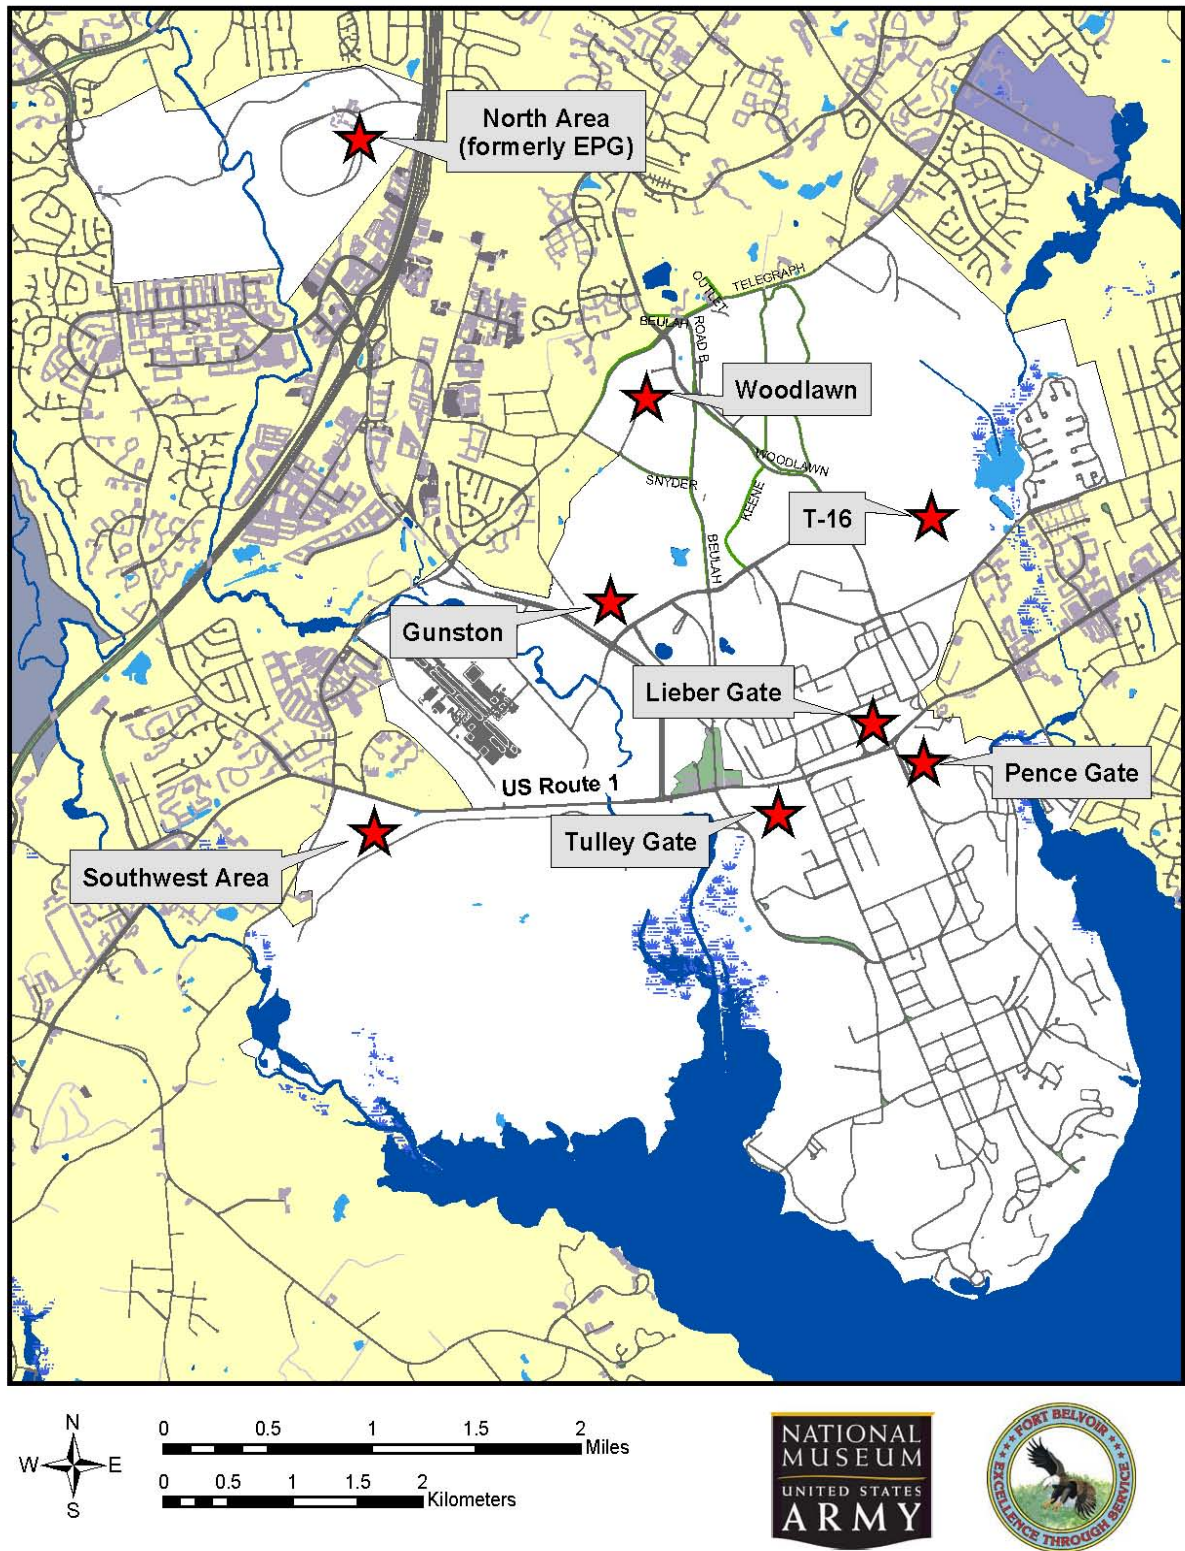 North Area
(formerly EPG)
OUTLET
TELEGRAPH
BEULAH
ROAD B
Woodlawn
WOODLAWN
SNYDER
KEENE
T-16
BEULAH
Gunston
Lieber Gate
Pence Gate
US Route 1
Tulley Gate
Southwest Area
N
W
E
S
0 0.5 1 1.5 2
Miles
0 0.5 1 1.5 2
Kilometers
NATIONAL
MUSEUM
UNITED STATES
ARMY
FORT BELVOIR
EXCELLENCE THROUGH SERVICE